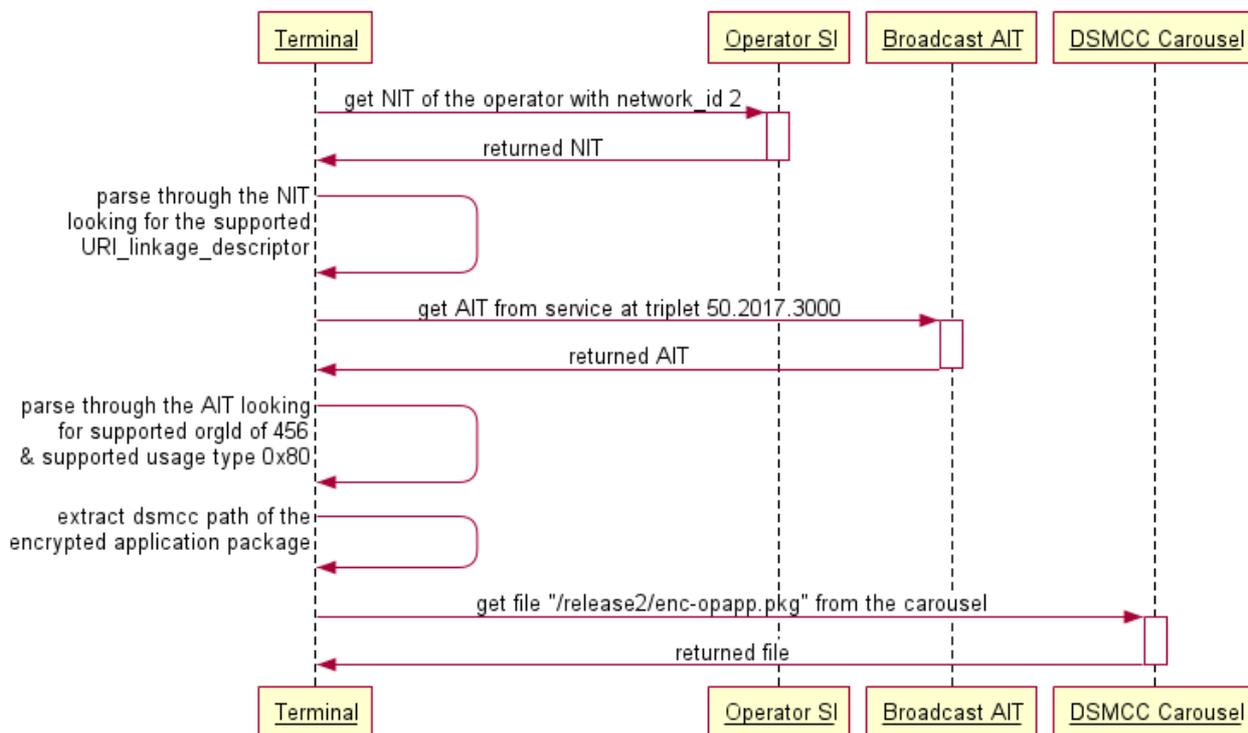 Terminal
Operator SI
Broadcast AIT
DSMCC Carousel
get NIT of the operator with network_id 2
returned NIT
parse through the NIT
looking for the supported
URI_linkage_descriptor
get AIT from service at triplet 50.2017.3000
returned AIT
parse through the AIT looking
for supported orgId of 456
& supported usage type 0x80
extract dsmcc path of the
encrypted application package
get file "/release2/enc-opapp.pkg" from the carousel
returned file
Terminal
Operator SI
Broadcast AIT
DSMCC Carousel